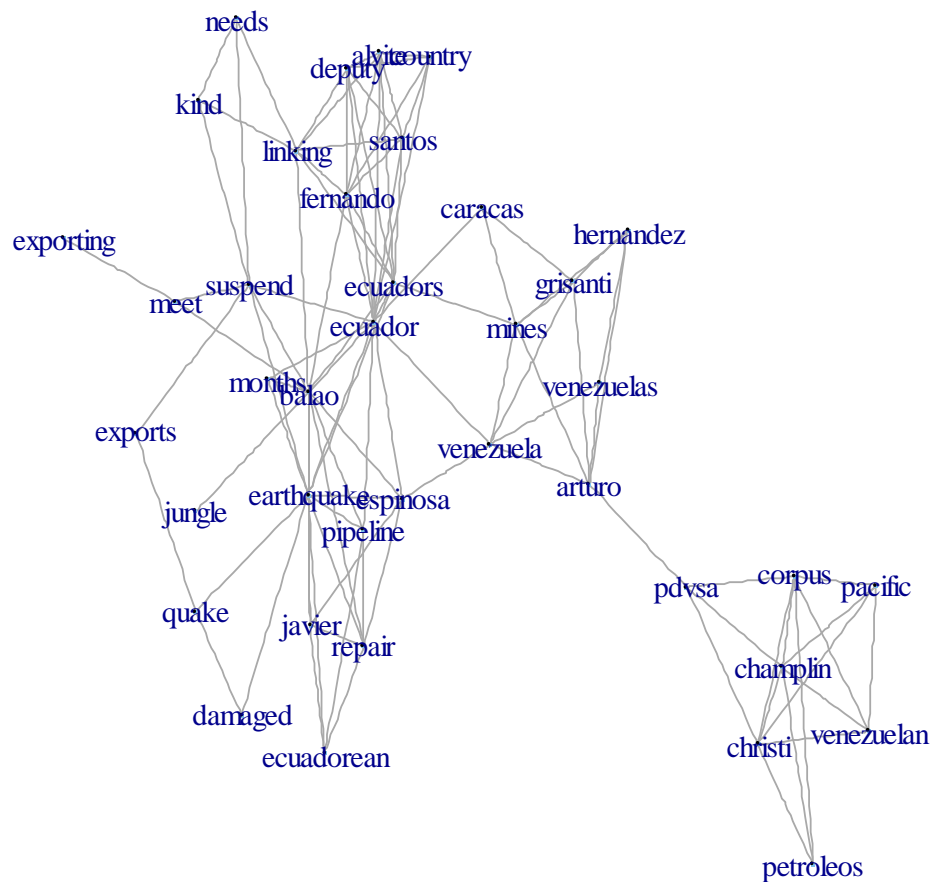 needs
alvite
country
deputy
kind
santos
linking
fernando
caracas
hernandez
exporting
suspend
ecuadors
grisanti
meet
ecuador
mines
months
balao
venezuelas
exports
venezuela
earthquake
espinosa
arturo
jungle
pipeline
corpus
pdvsa
pacific
quake
javier
repair
champlin
damaged
ecuadorean
christi
venezuelan
petroleos